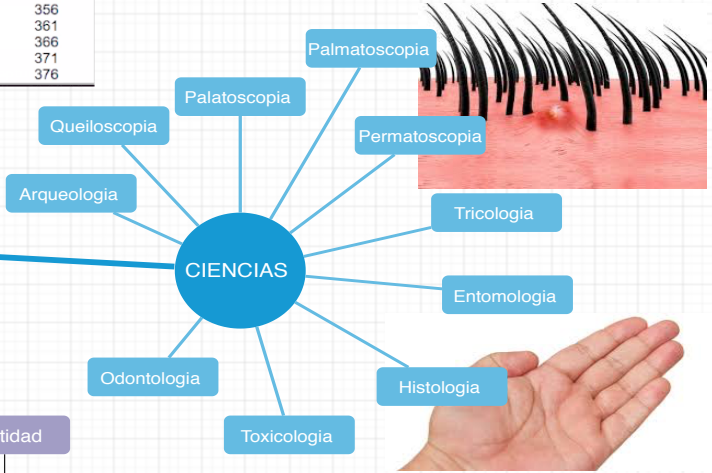 356
361
366
371
376
Palmatoscopia
Palatoscopia
Queiloscopia
Permatoscopia
Arqueologia
Tricologia
CIENCIAS
Entomologia
Odontologia
Histologia
tidad
Toxicologia